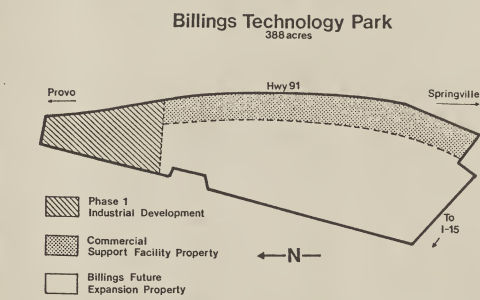 Billings Technology Park
388 acres
Hwy 91
Provo
Springville
Phase 1
Industrial Development
To
I-15
Commercial
Support Facility Property
N
Billings Future
Expansion Property